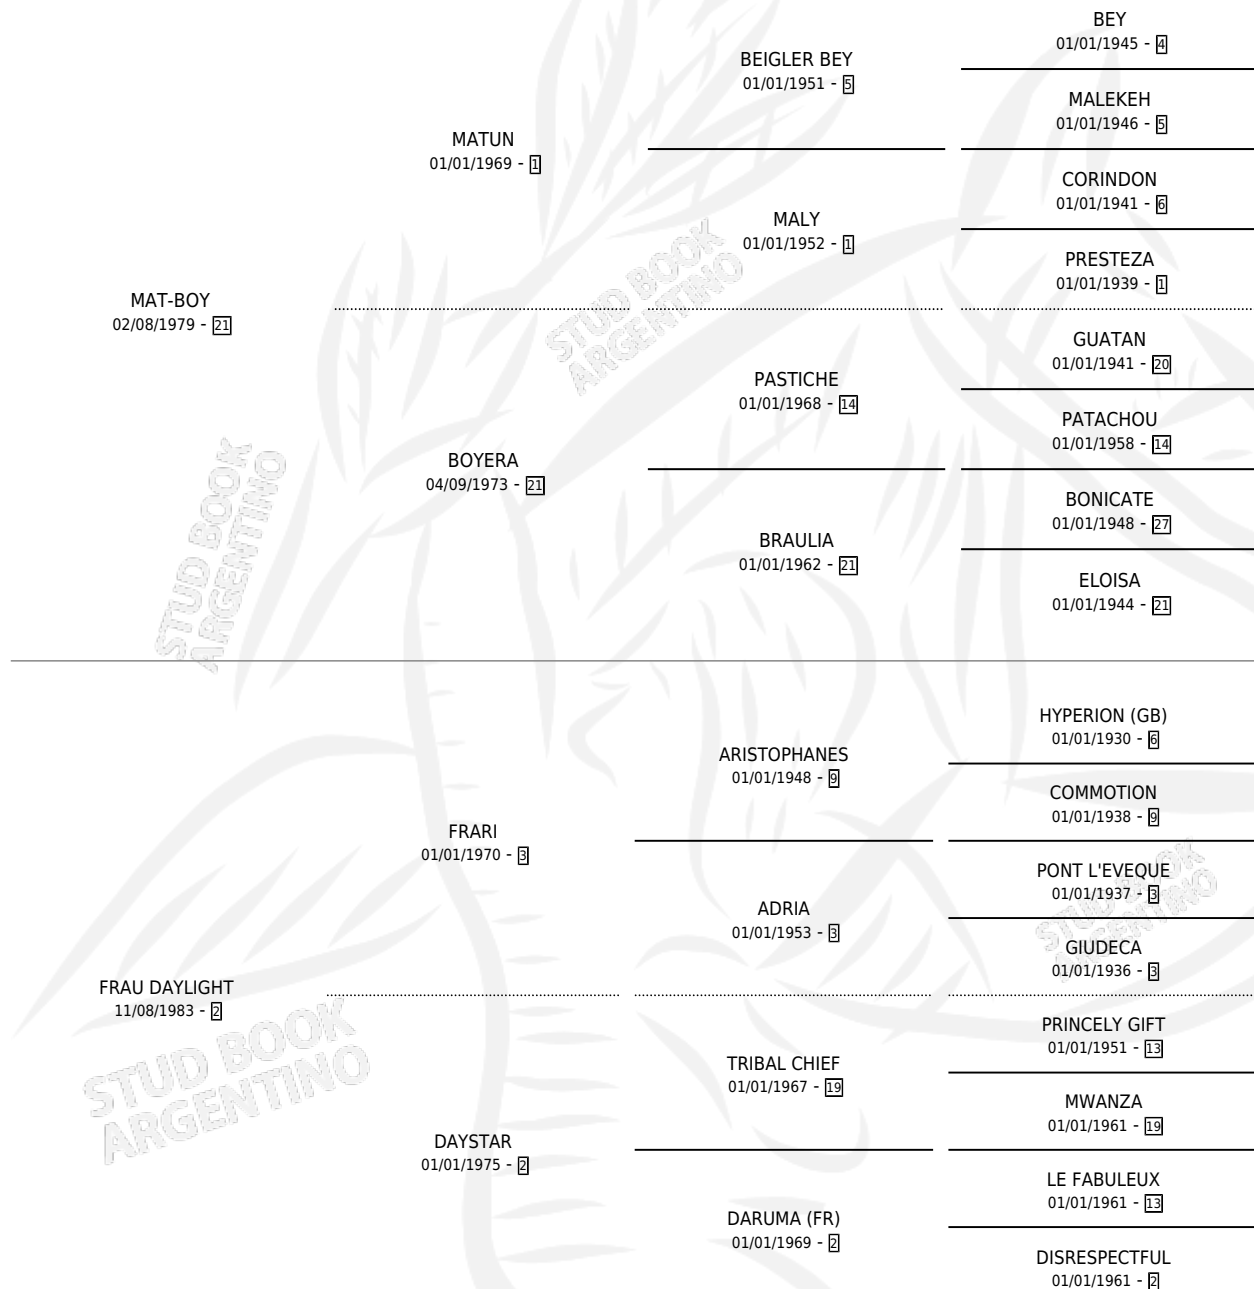 BEY
01/01/1945 - 4
BEIGLER BEY
01/01/1951 - 5
MALEKEH
01/01/1946 - 5
MATUN
01/01/1969 - 1
CORINDON
01/01/1941 - 6
MALY
01/01/1952 - 1
PRESTEZA
01/01/1939 - 1
MAT-BOY
02/08/1979 - 21
GUATAN
01/01/1941 - 20
PASTICHE
01/01/1968 - 14
PATACHOU
01/01/1958 - 14
BOYERA
04/09/1973 - 21
BONICATE
01/01/1948 - 27
BRAULIA
01/01/1962 - 21
ELOISA
01/01/1944 - 21
HYPERION (GB)
01/01/1930 - 6
ARISTOPHANES
01/01/1948 - 9
COMMOTION
01/01/1938 - 9
FRARI
01/01/1970 - 3
PONT L'EVEQUE
01/01/1937 - 3
ADRIA
01/01/1953 - 3
GIUDECA
01/01/1936 - 3
FRAU DAYLIGHT
11/08/1983 - 2
PRINCELY GIFT
01/01/1951 - 13
TRIBAL CHIEF
01/01/1967 - 19
MWANZA
01/01/1961 - 19
DAYSTAR
01/01/1975 - 2
LE FABULEUX
01/01/1961 - 13
DARUMA (FR)
01/01/1969 - 2
DISRESPECTFUL
01/01/1961 - 2
STUD BOOK
ARGENTINO
STUD BOOK
ARGENTINO
STUD BOOK
ARGENTINO
STUD BOOK
ARGENTINO